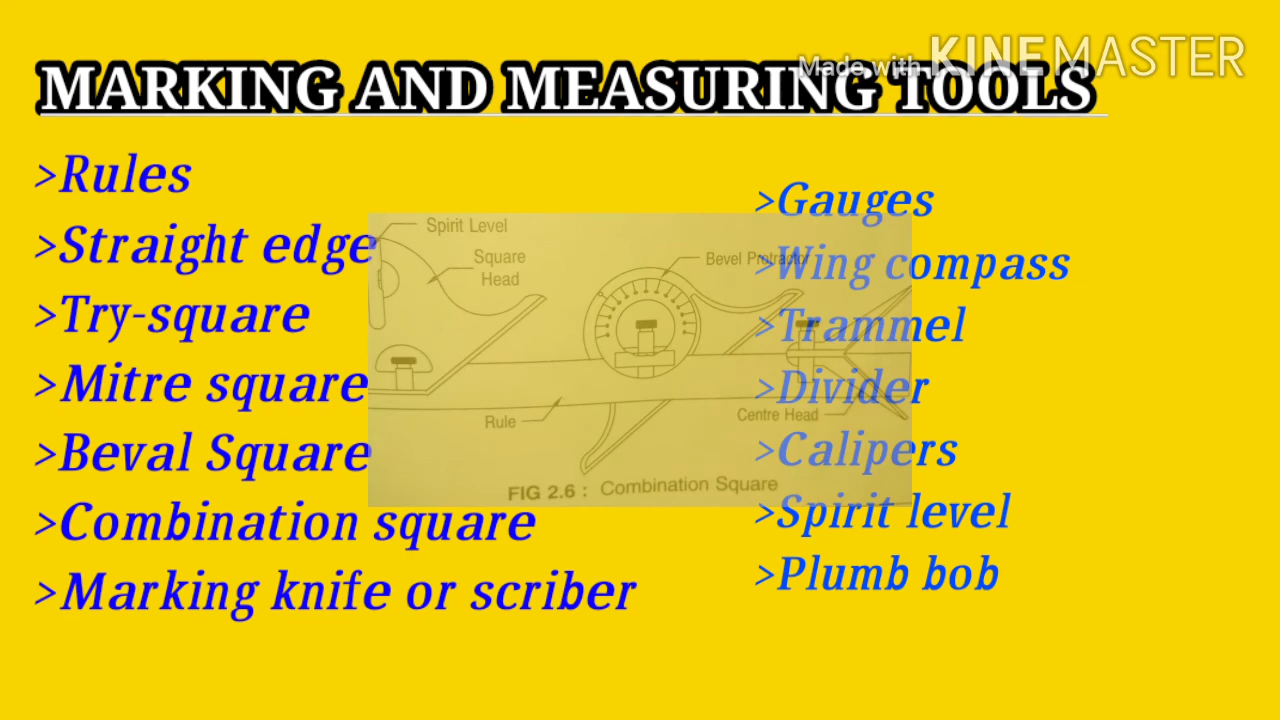 Made with KINEMASTER
MARKING AND MEASURING TOOLS
>Rules
>Straight edge
>Try-square
>Mitre square
>Beval Square
>Combination square
>Marking knife or scriber
>Gauges
>Wing compass
>Trammel
>Divider
>Calipers
>Spirit level
>Plumb bob
Spirit Level
Square
Head
Bevel Protractor
Rule
Centre Head
FIG 2.6 : Combination Square